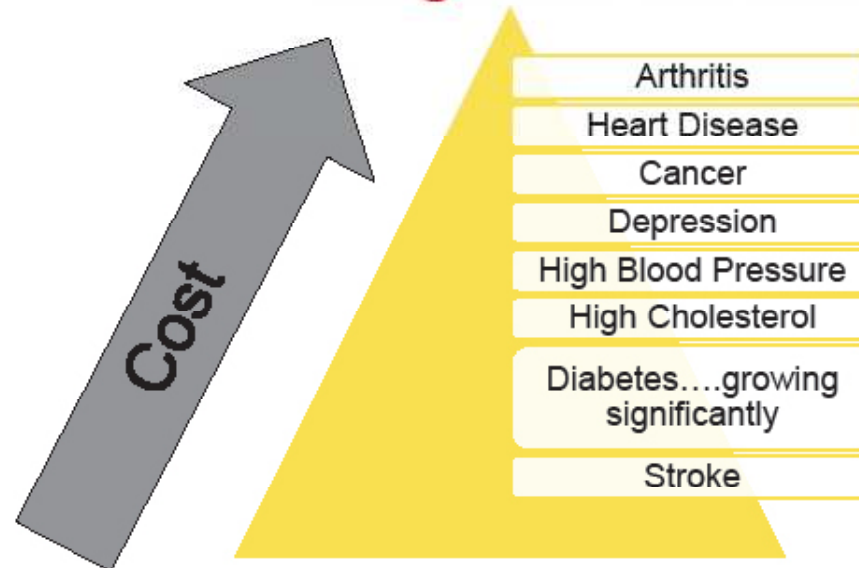 Cost
Arthritis
Heart Disease
Cancer
Depression
High Blood Pressure
High Cholesterol
Diabetes....growing
significantly
Stroke